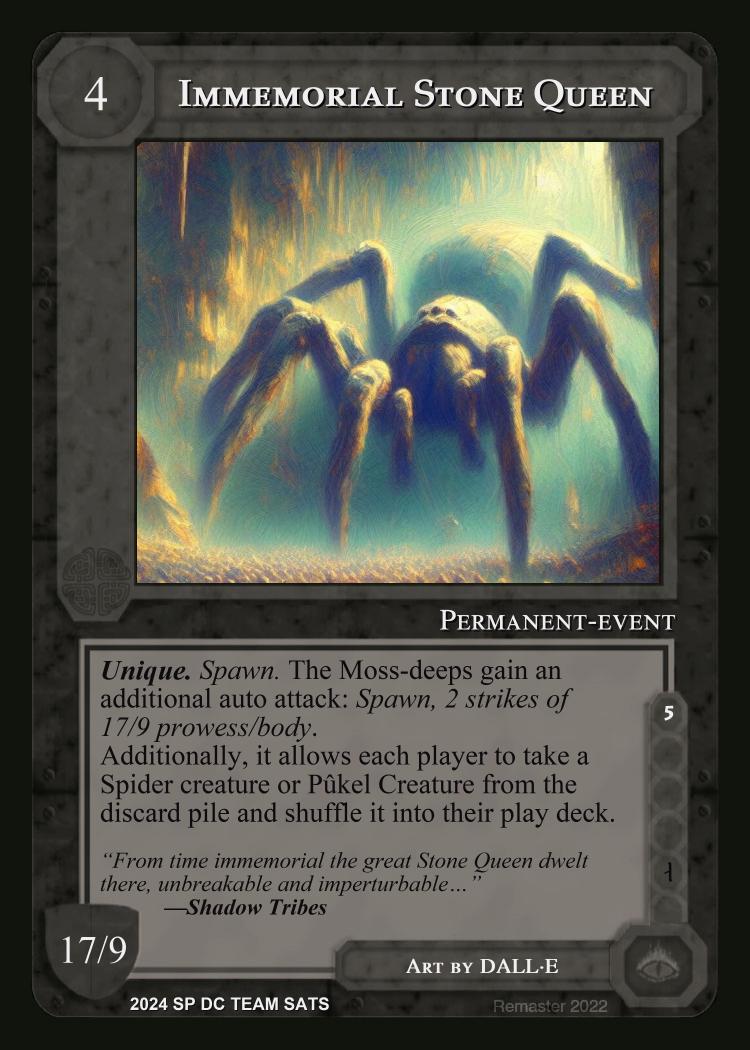 4
Immemorial Stone Queen
Permanent-event
Unique. Spawn. The Moss-deeps gain an
additional auto attack: Spawn, 2 strikes of
17/9 prowess/body.
Additionally, it allows each player to take a
Spider creature or Pûkel Creature from the
discard pile and shuffle it into their play deck.
5
“From time immemorial the great Stone Queen dwelt
there, unbreakable and imperturbable…”
—Shadow Tribes
17/9
Art by DALL·E
2024 SP DC TEAM SATS
Remaster 2022